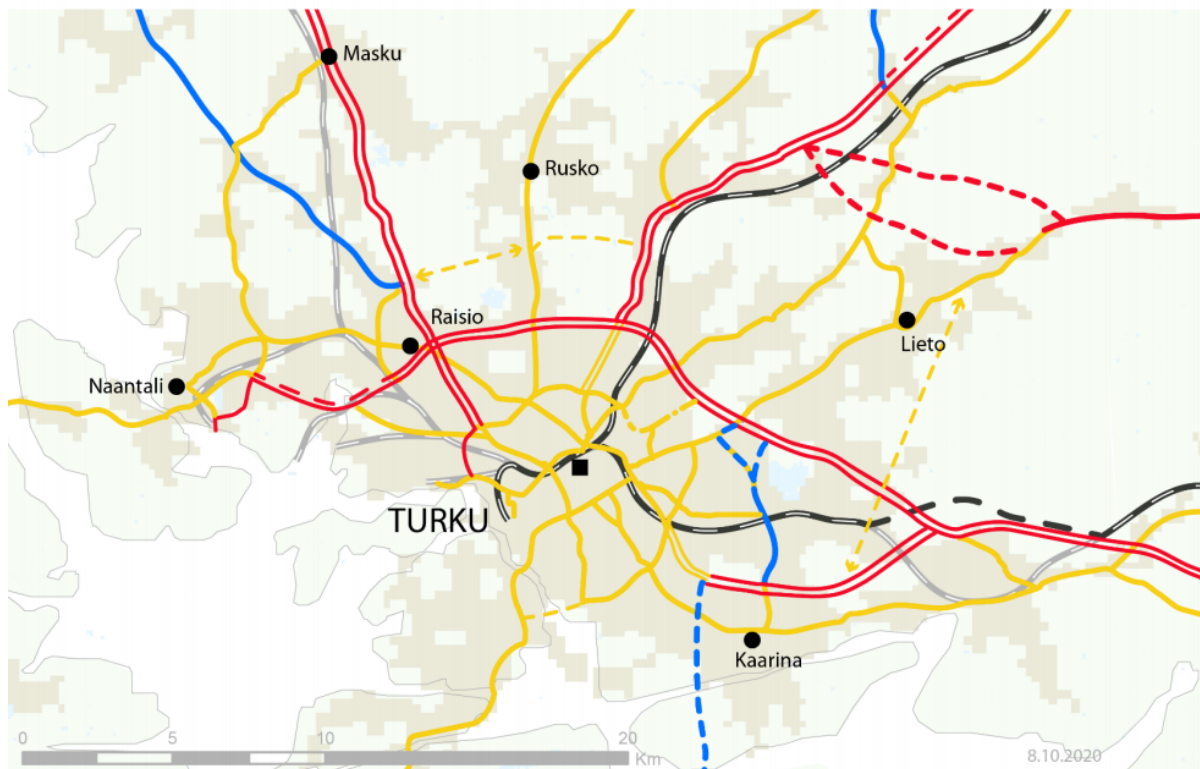 Masku
Rusko
Raisio
Lieto
Naantali
TURKU
Kaarina
0 5 10 20
Km
8.10.2020